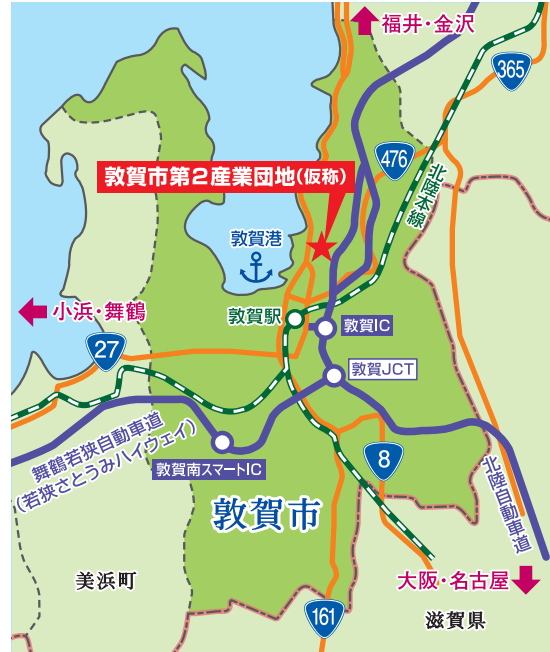 福井・金沢
365
476
北陸本線
敦賀市第2産業団地(仮称)
敦賀港
小浜・舞鶴
敦賀駅
敦賀IC
27
敦賀JCT
舞鶴若狭自動車道
(若狭さとうみハイウェイ)
敦賀南スマートIC
8
北陸自動車道
敦賀市
大阪・名古屋
美浜町
161
滋賀県